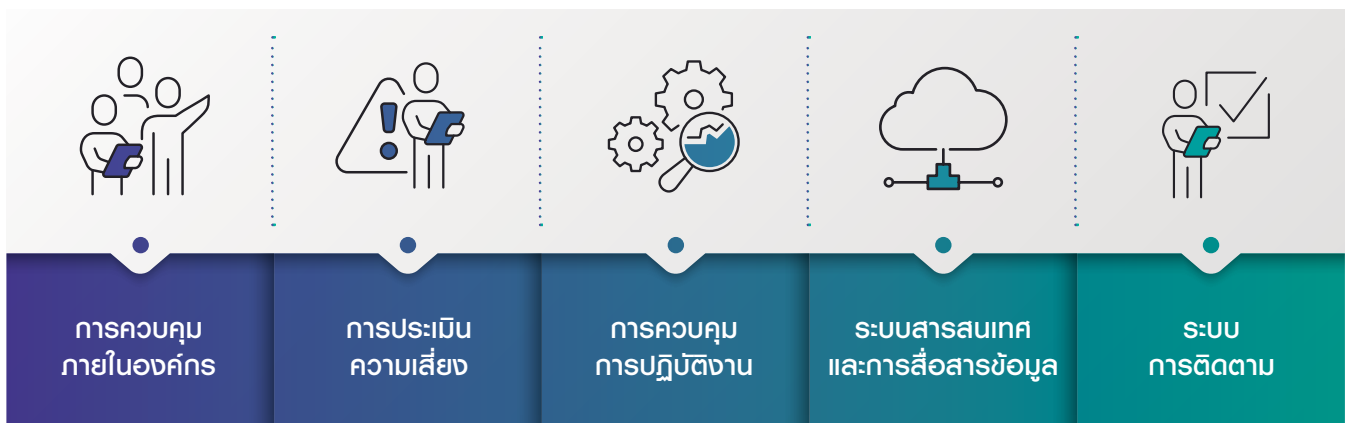 การควบคุม
ภายในองค์กร
การประเมิน
ความเสี่ยง
การควบคุม
การปฏิบัติงาน
ระบบสารสนเทศ
และการสื่อสารข้อมูล
ระบบ
การติดตาม